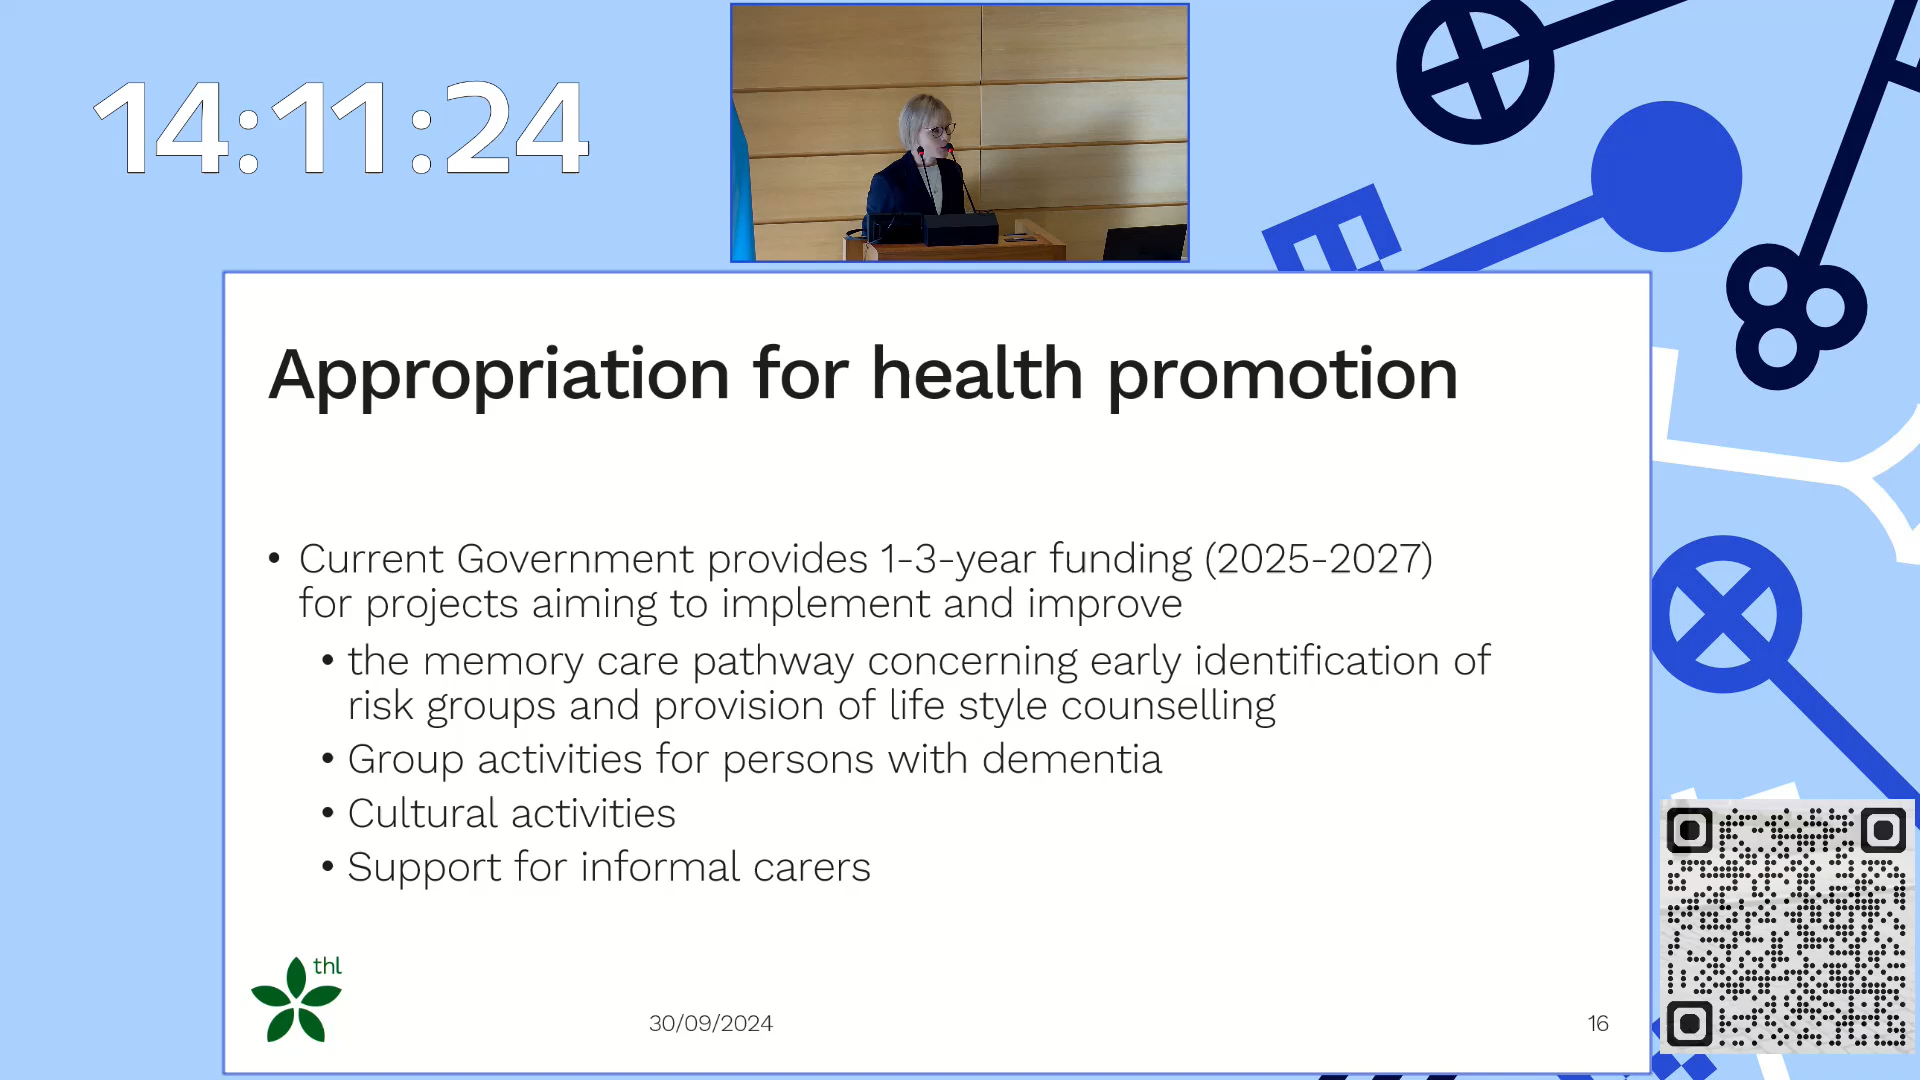 14:11:24
Appropriation for health promotion
• Current Government provides 1-3-year funding (2025-2027)
for projects aiming to implement and improve
• the memory care pathway concerning early identification of
risk groups and provision of life style counselling
• Group activities for persons with dementia
• Cultural activities
• Support for informal carers
thl
30/09/2024
16